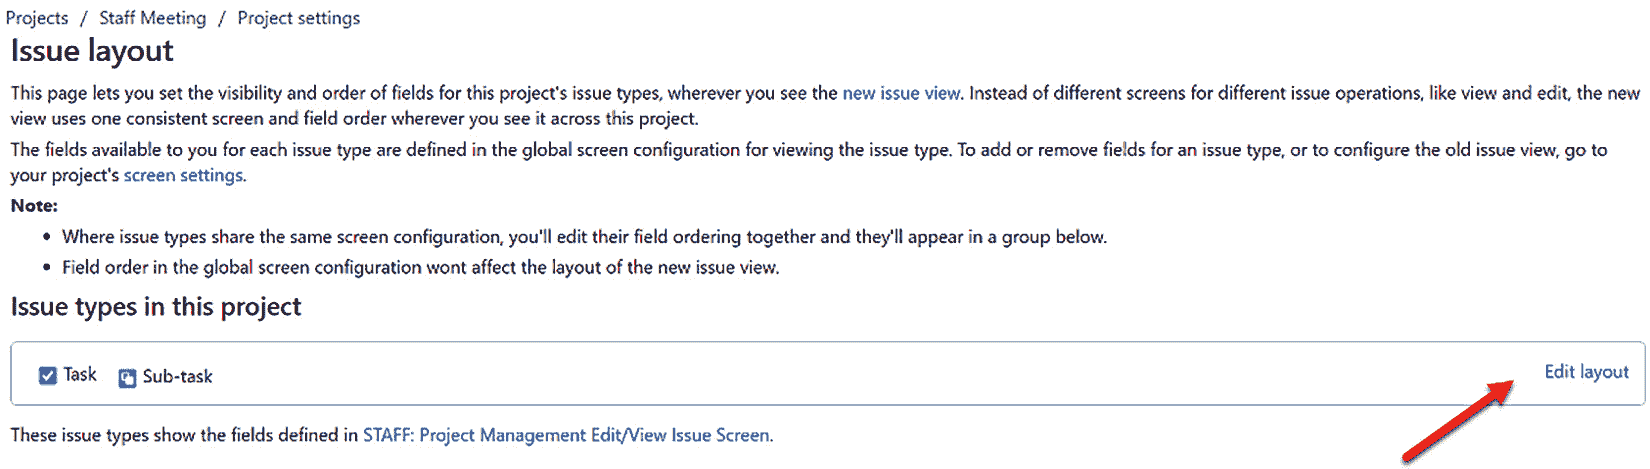 Projects / Staff Meeting / Project settings
Issue layout
This page lets you set the visibility and order of fields for this project's issue types, wherever you see the new issue view. Instead of different screens for different issue operations, like view and edit, the new
view uses one consistent screen and field order wherever you see it across this project.
The fields available to you for each issue type are defined in the global screen configuration for viewing the issue type. To add or remove fields for an issue type, or to configure the old issue view, go to
your project's screen settings.
Note:
• Where issue types share the same screen configuration, you'll edit their field ordering together and they'll appear in a group below.
• Field order in the global screen configuration wont affect the layout of the new issue view.
Issue types in this project
Task Sub-task Edit layout
These issue types show the fields defined in STAFF: Project Management Edit/View Issue Screen.